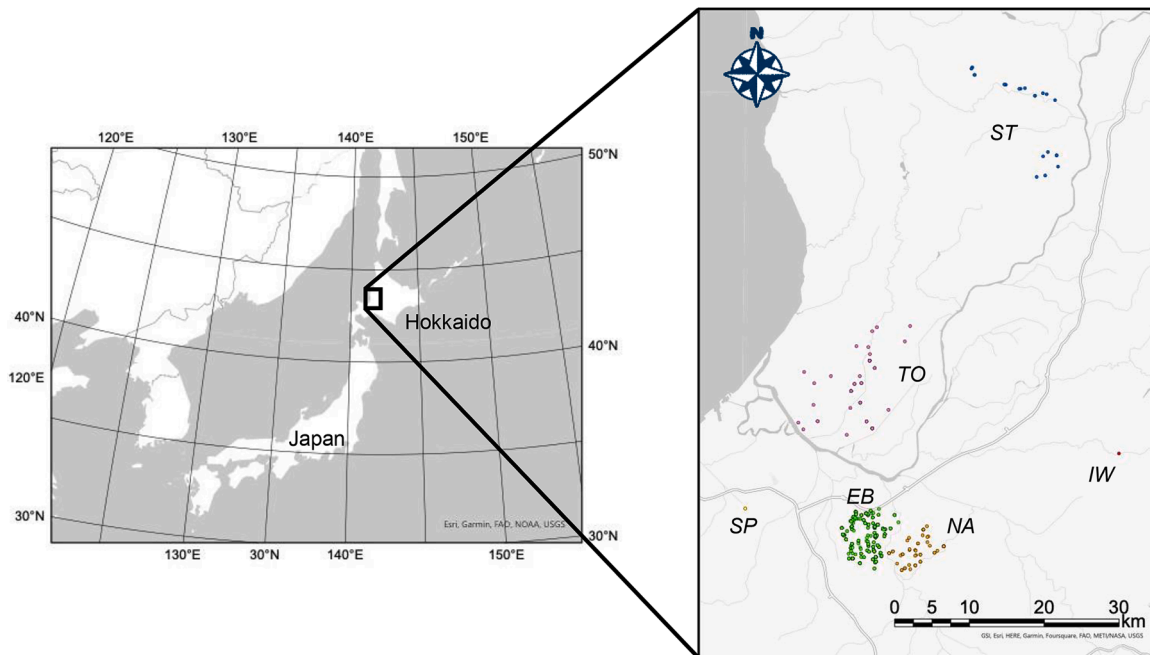 120°E 130°E 140°E 150°E
50°N
40°N
120°E
30°N
40°N
30°N
130°E 30°N 140°E 150°E
Hokkaido
Japan
Esri, Garmin, FAO, NOAA, USGS
N
ST
TO
IW
EB
SP
NA
0 5 10 20 30
km
GSI, Esri, HERE, Garmin, Foursquare, FAO, METI/NASA, USGS